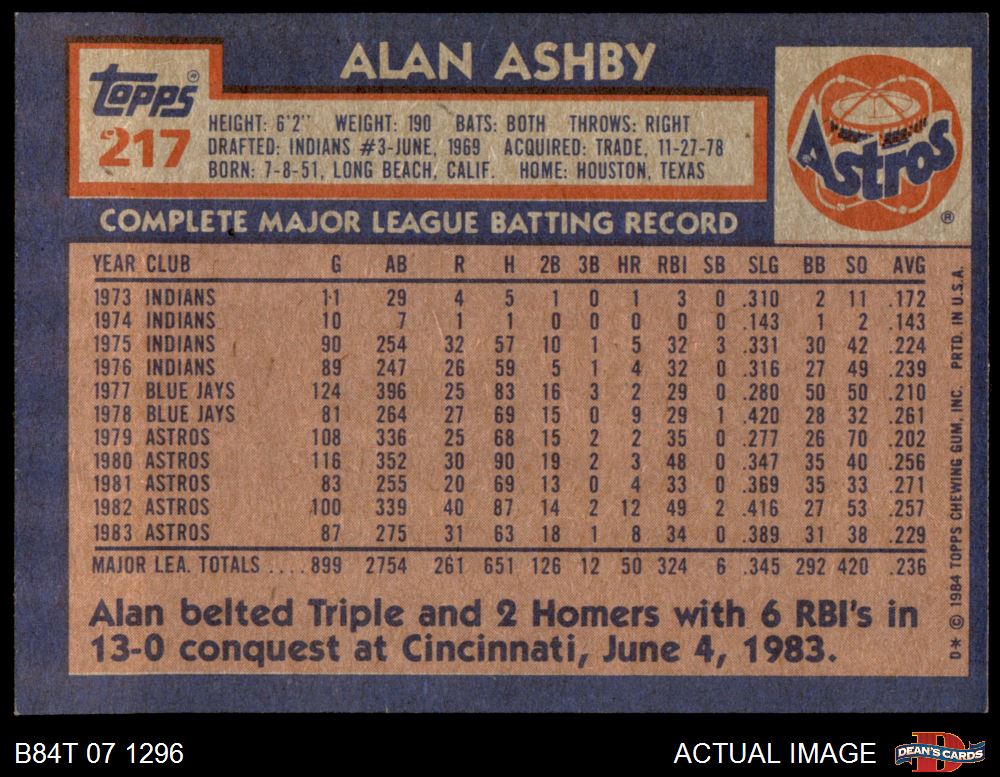 ALAN ASHBY
Topps®
217
HEIGHT: 6'2" WEIGHT: 190 BATS: BOTH THROWS: RIGHT
DRAFTED: INDIANS #3-JUNE, 1969 ACQUIRED: TRADE, 11-27-78
BORN: 7-8-51, LONG BEACH, CALIF. HOME: HOUSTON, TEXAS
Astros
®
COMPLETE MAJOR LEAGUE BATTING RECORD
YEAR CLUB G AB R H 2B 3B HR RBI SB SLG BB SO AVG
1973 INDIANS 11 29 4 5 1 0 1 3 0 .310 2 11 .172
1974 INDIANS 10 7 1 1 0 0 0 0 0 .143 1 2 .143
1975 INDIANS 90 254 32 57 10 1 5 32 3 .331 30 42 .224
1976 INDIANS 89 247 26 59 5 1 4 32 0 .316 27 49 .239
1977 BLUE JAYS 124 396 25 83 16 3 2 29 0 .280 50 50 .210
1978 BLUE JAYS 81 264 27 69 15 0 9 29 1 .420 28 32 .261
1979 ASTROS 108 336 25 68 15 2 2 35 0 .277 26 70 .202
1980 ASTROS 116 352 30 90 19 2 3 48 0 .347 35 40 .256
1981 ASTROS 83 255 20 69 13 0 4 33 0 .369 35 33 .271
1982 ASTROS 100 339 40 87 14 2 12 49 2 .416 27 53 .257
1983 ASTROS 87 275 31 63 18 1 8 34 0 .389 31 38 .229
MAJOR LEA. TOTALS .... 899 2754 261 651 126 12 50 324 6 .345 292 420 .236
Alan belted Triple and 2 Homers with 6 RBI's in
13-0 conquest at Cincinnati, June 4, 1983.
D* © 1984 TOPPS CHEWING GUM, INC. PRTD. IN U.S.A.
B84T 07 1296
ACTUAL IMAGE
DEAN'S CARDS